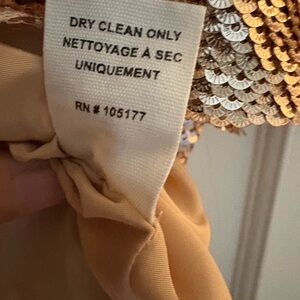 DRY CLEAN ONLY
NETTOYAGE À SEC
UNIQUEMENT
RN # 105177